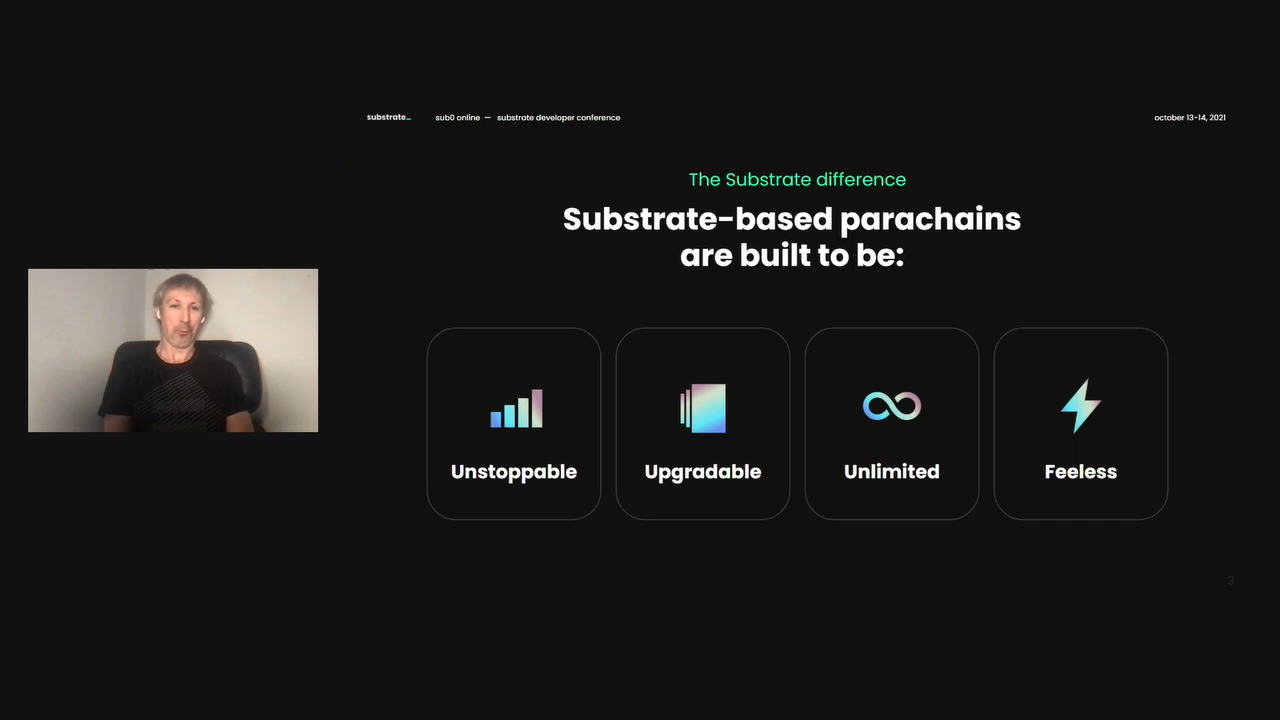 substrate_
sub0 online — substrate developer conference
october 13-14, 2021
The Substrate difference
Substrate-based parachains
are built to be:
Unstoppable
Upgradable
Unlimited
Feeless
3